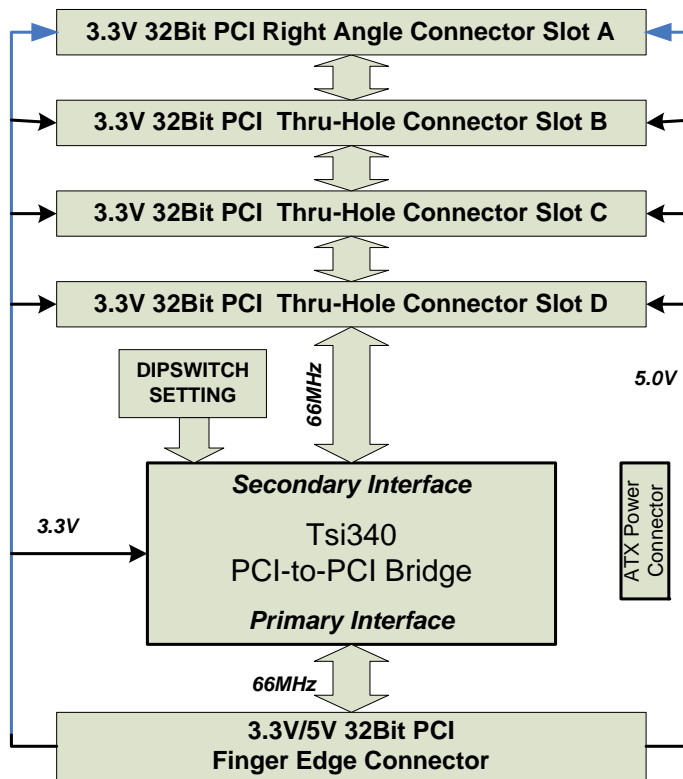 3.3V 32Bit PCI Right Angle Connector Slot A
3.3V 32Bit PCI  Thru-Hole Connector Slot B
3.3V 32Bit PCI  Thru-Hole Connector Slot C
3.3V 32Bit PCI  Thru-Hole Connector Slot D
DIPSWITCH
SETTING
66MHz
5.0V
Secondary Interface
3.3V
Tsi340
PCI-to-PCI Bridge
ATX Power
Connector
Primary Interface
66MHz
3.3V/5V 32Bit PCI
Finger Edge Connector